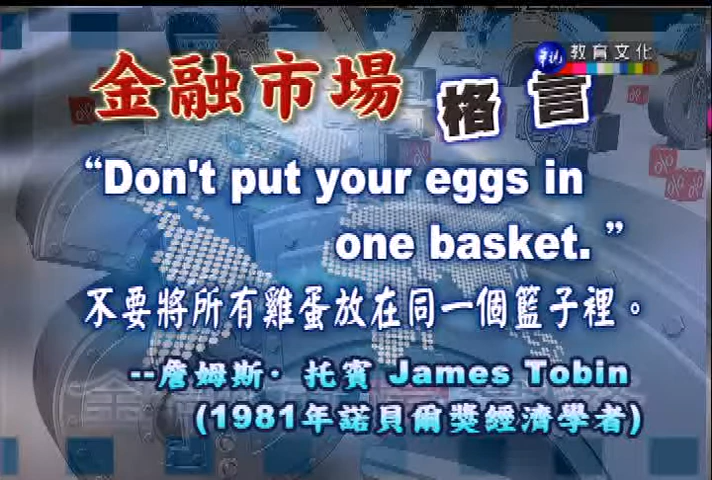 教育文化
金融市場 格言
“Don't put your eggs in
one basket. ”
不要將所有雞蛋放在同一個籃子裡。
--詹姆斯· 托賓 James Tobin
(1981年諾貝爾獎經濟學者)